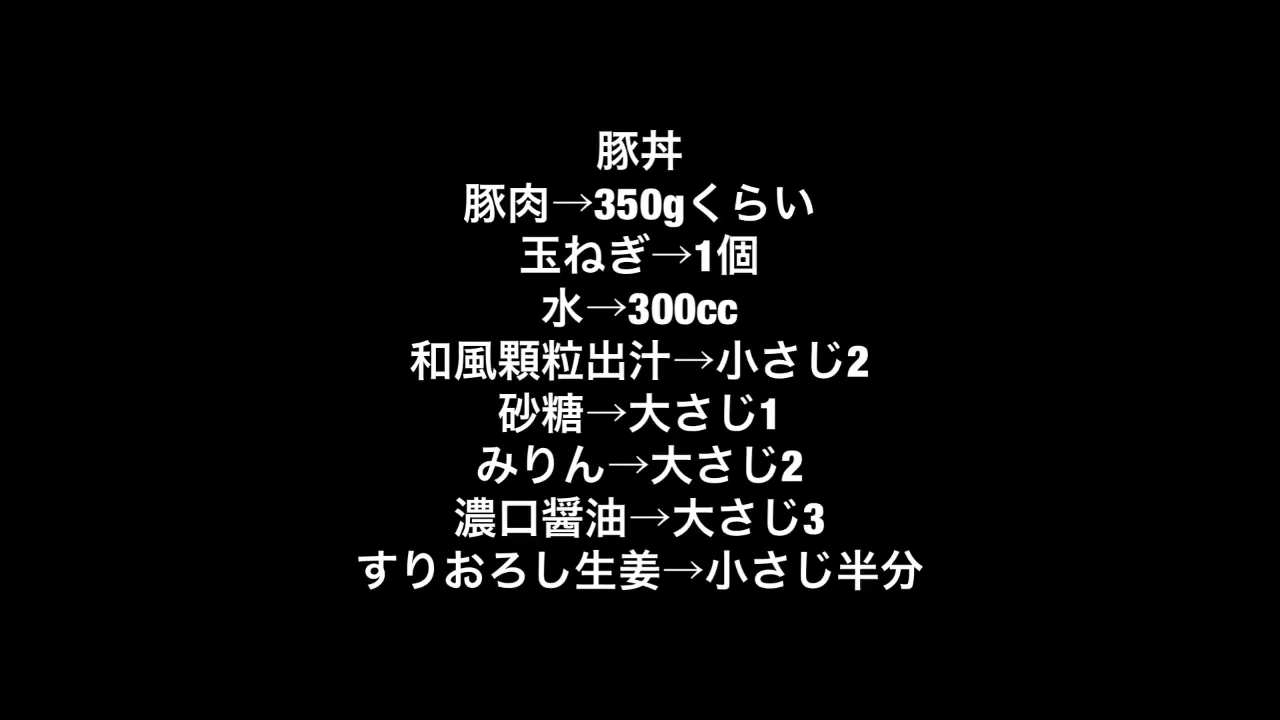 豚丼
豚肉→350gくらい
玉ねぎ→1個
水→300cc
和風顆粒出汁→小さじ2
砂糖→大さじ1
みりん→大さじ2
濃口醤油→大さじ3
すりおろし生姜→小さじ半分